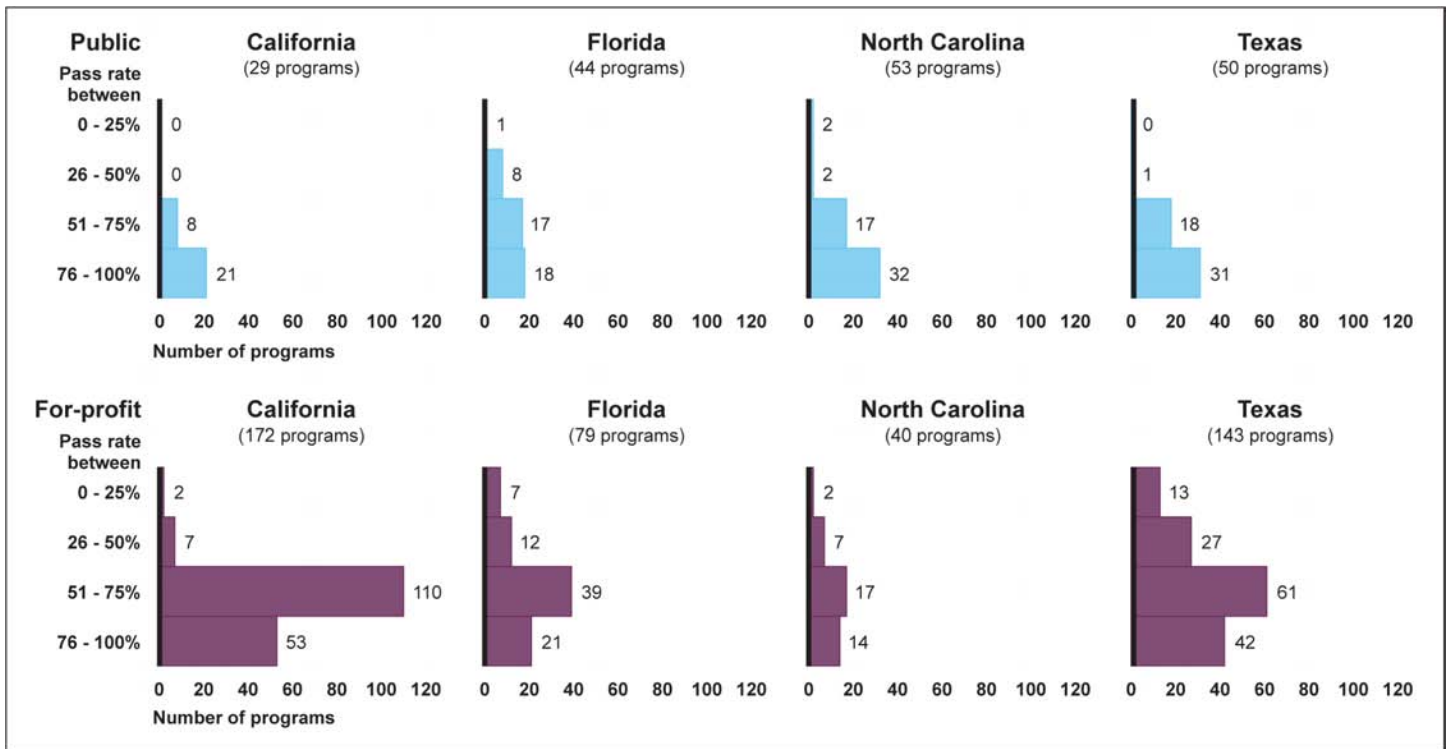 Public California Florida North Carolina Texas
(29 programs) (44 programs) (53 programs) (50 programs)
Pass rate
between
0 - 25% 0 1 2 0
26 - 50% 0 8 2 1
51 - 75% 8 17 17 18
76 - 100% 21 18 32 31
0 20 40 60 80 100 120 0 20 40 60 80 100 120 0 20 40 60 80 100 120 0 20 40 60 80 100 120
Number of programs
For-profit California Florida North Carolina Texas
(172 programs) (79 programs) (40 programs) (143 programs)
Pass rate
between
0 - 25% 2 7 2 13
26 - 50% 7 12 7 27
51 - 75% 110 39 17 61
76 - 100% 53 21 14 42
0 20 40 60 80 100 120 0 20 40 60 80 100 120 0 20 40 60 80 100 120 0 20 40 60 80 100 120
Number of programs